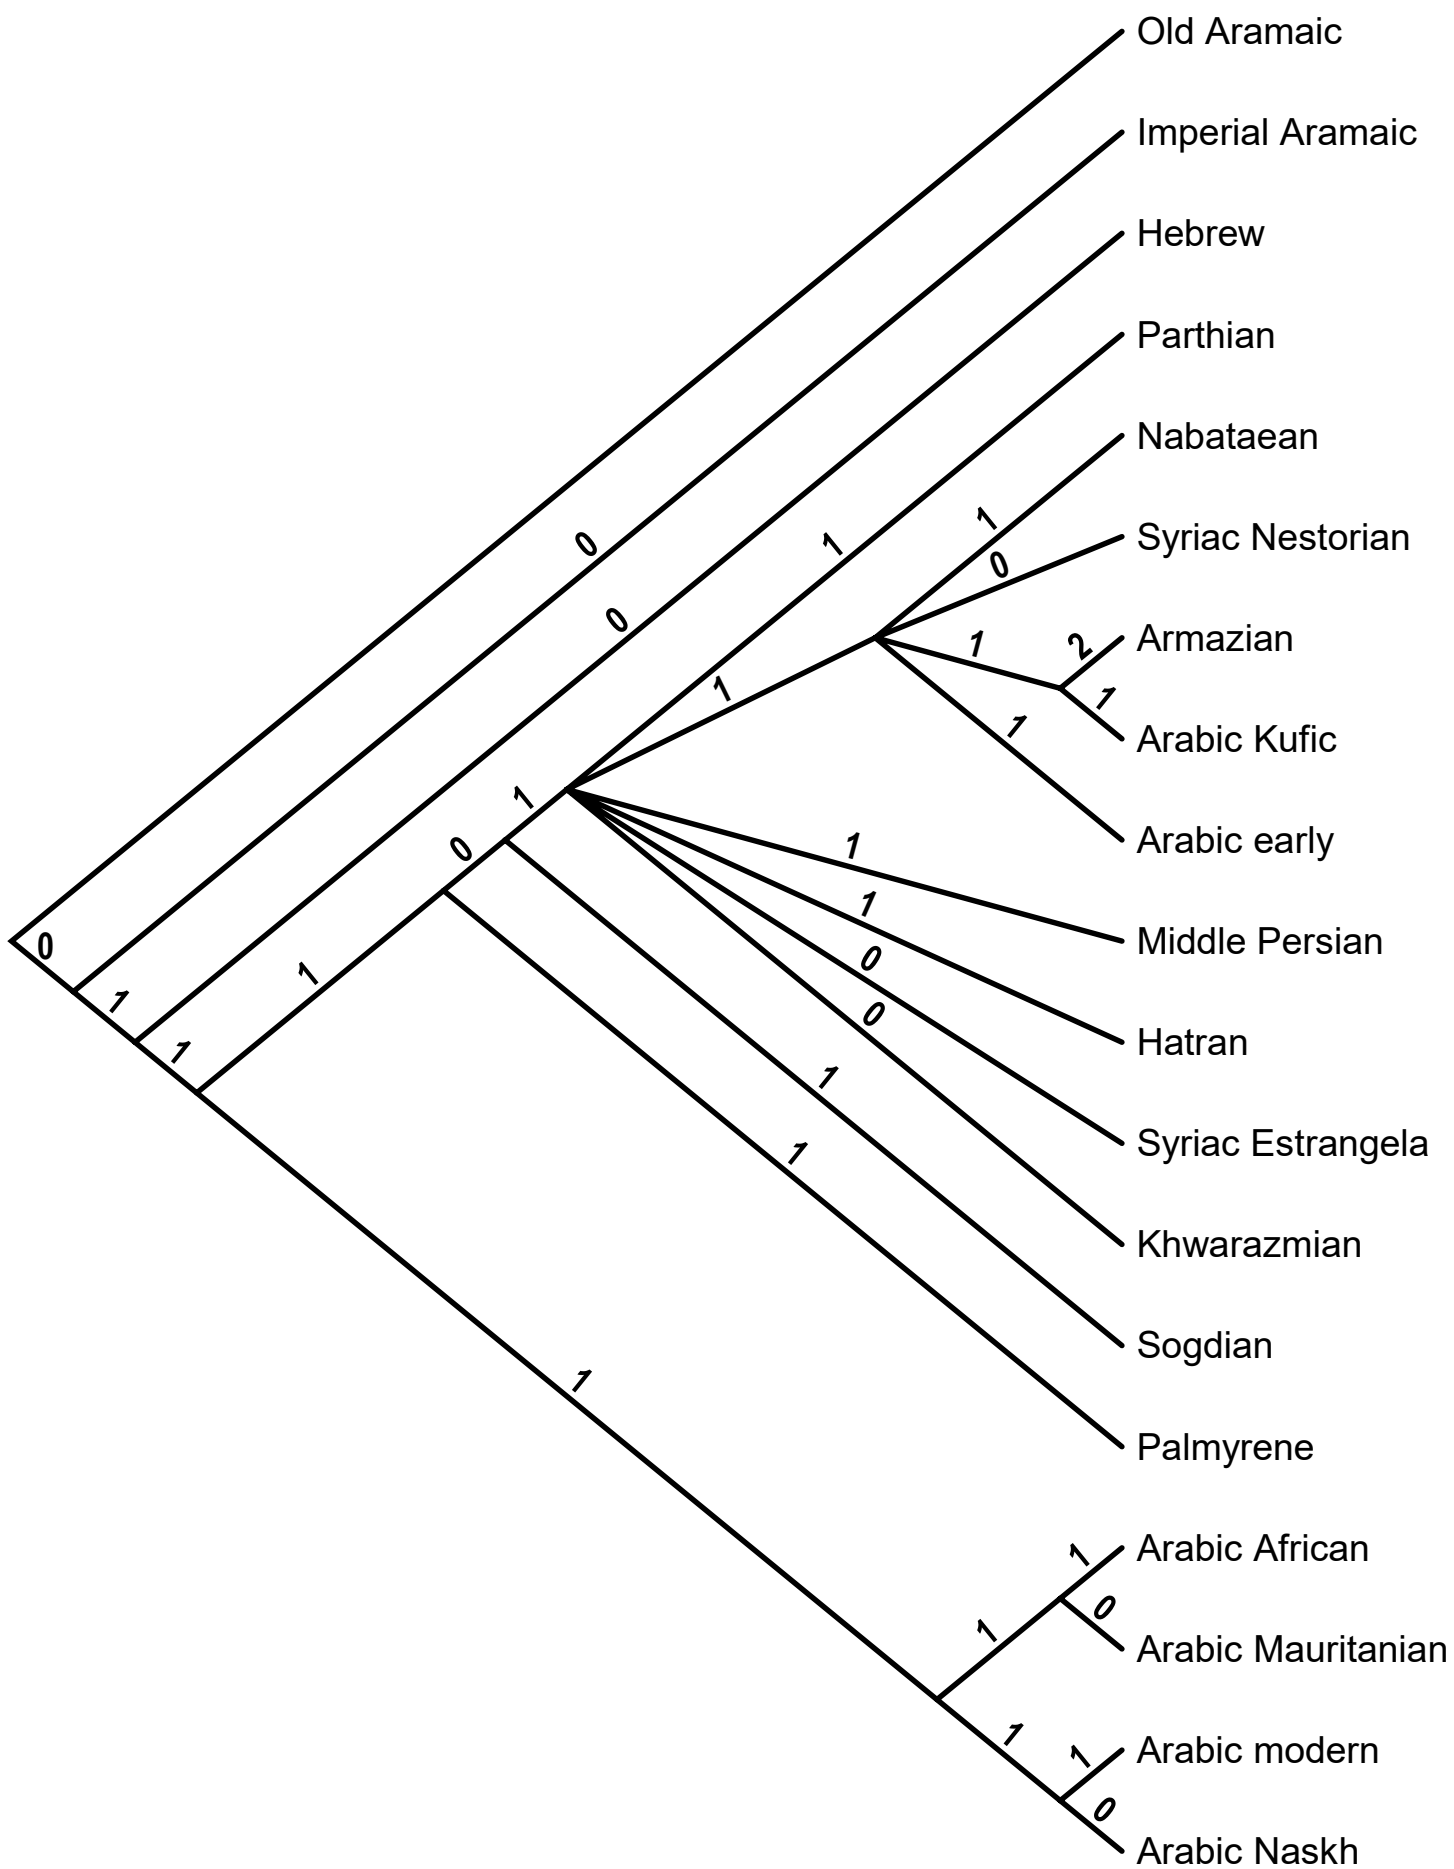 Old Aramaic
Imperial Aramaic
Hebrew
Parthian
Nabataean
1
Syriac Nestorian
0
0
1
0
Armazian
2
1
1
1
Arabic Kufic
1
1
Arabic early
1
0
1
1
Middle Persian
0
0
1
0
Hatran
1
1
1
Syriac Estrangela
1
Khwarazmian
Sogdian
1
Palmyrene
Arabic African
1
0
1
Arabic Mauritanian
1
Arabic modern
1
0
Arabic Naskh